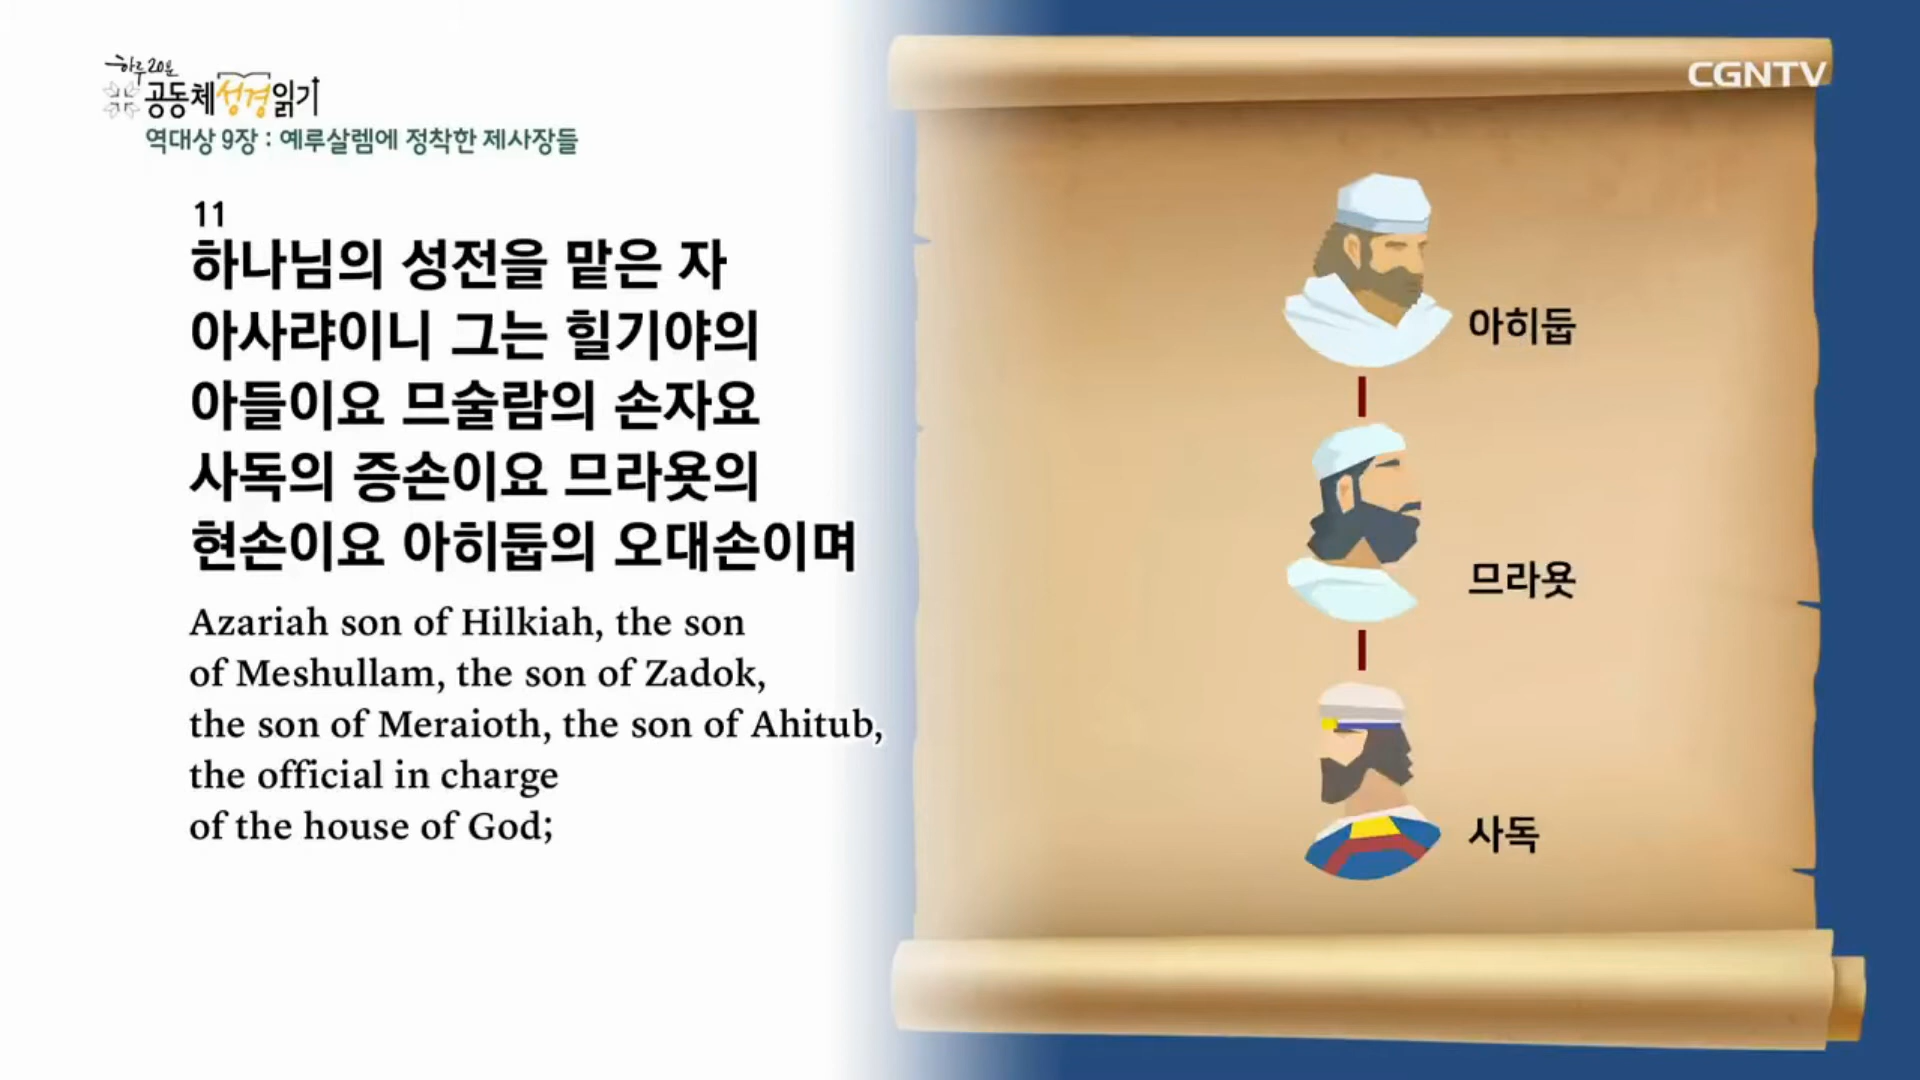 하루 20분
공동체 성경 읽기
역대상 9장 : 예루살렘에 정착한 제사장들
11
하나님의 성전을 맡은 자
아사랴이니 그는 힐기야의
아들이요 므술람의 손자요
사독의 증손이요 므라욧의
현손이요 아히둡의 오대손이며
Azariah son of Hilkiah, the son
of Meshullam, the son of Zadok,
the son of Meraioth, the son of Ahitub,
the official in charge
of the house of God;
CGNTV
아히둡
므라욧
사독